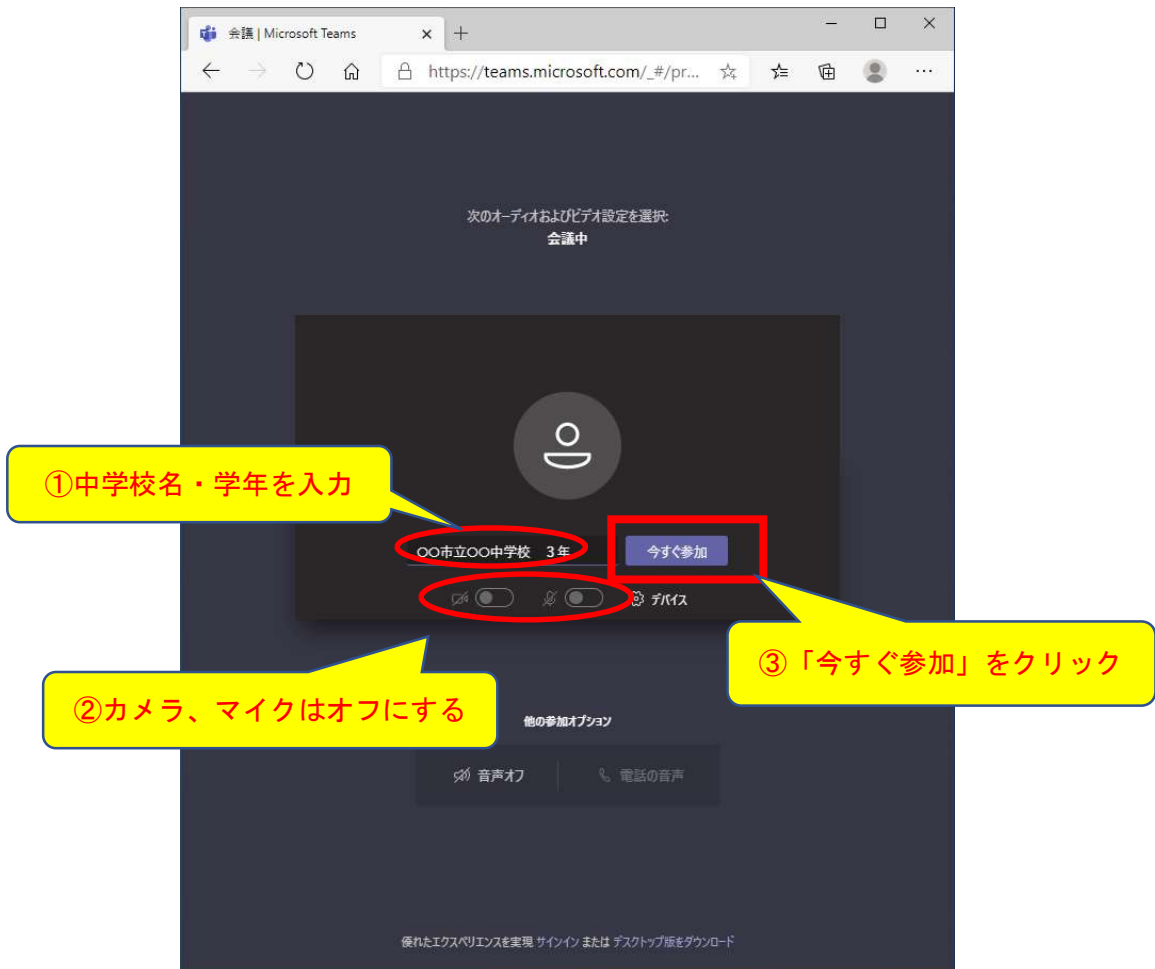 会議 | Microsoft Teams
https://teams.microsoft.com/_#/pr...
次のオーディオおよびビデオ設定を選択:
会議中
①中学校名・学年を入力
〇〇市立〇〇中学校　3年
今すぐ参加
デバイス
③「今すぐ参加」をクリック
②カメラ、マイクはオフにする
他の参加オプション
音声オフ
電話の音声
優れたエクスペリエンスを実現 サインイン または デスクトップ版をダウンロード